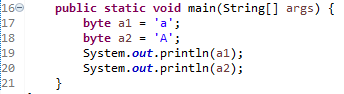 16 public static void main(String[] args) {
17 byte a1 = 'a';
18 byte a2 = 'A';
19 System.out.println(a1);
20 System.out.println(a2);
21 }